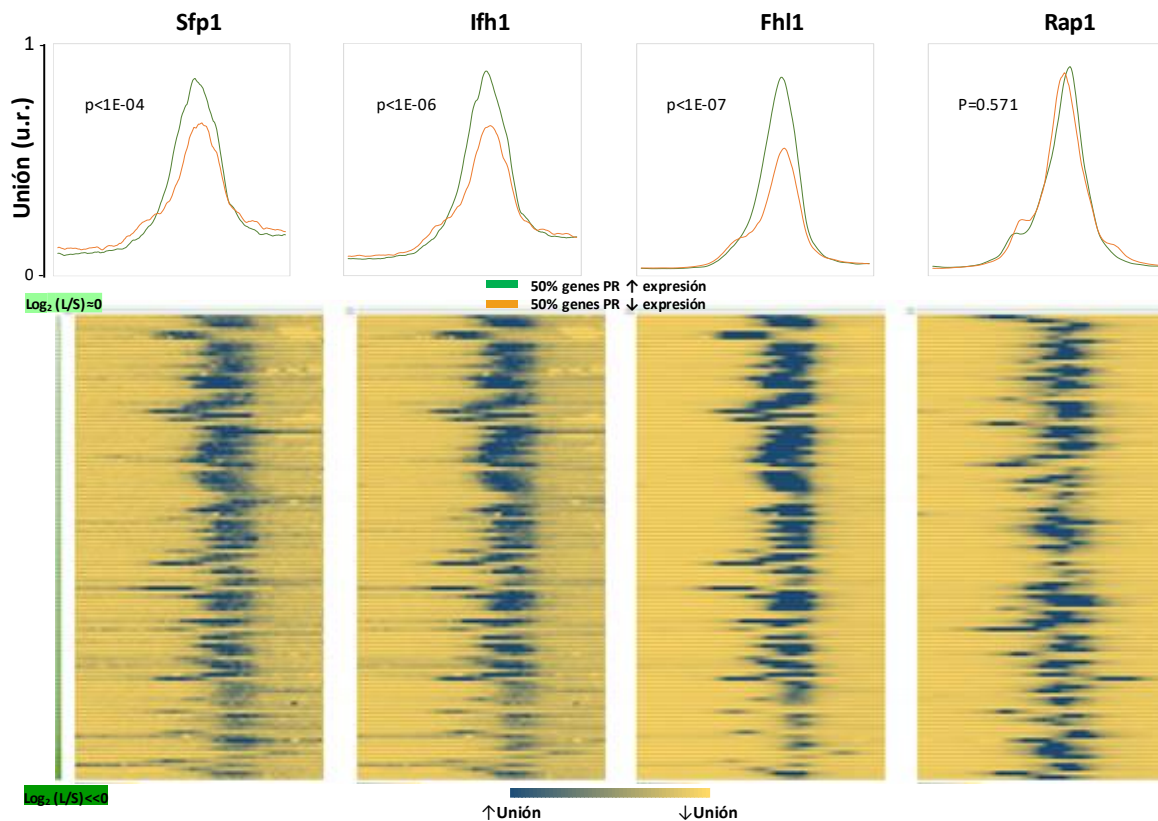 Sfp1 Ifh1 Fhl1 Rap1
1
p<1E-04 p<1E-06 p<1E-07 P=0.571
Unión (u.r.)
0
50% genes PR ↑ expresión
50% genes PR ↓ expresión
Log₂ (L/S)≈0
Log₂ (L/S)<<0
↑Unión ↓Unión